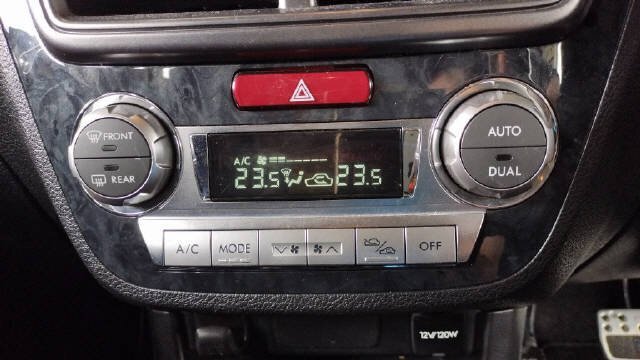 FRONT
REAR
A/C
23.5 23.5
AUTO
DUAL
A/C MODE OFF
12V/120W